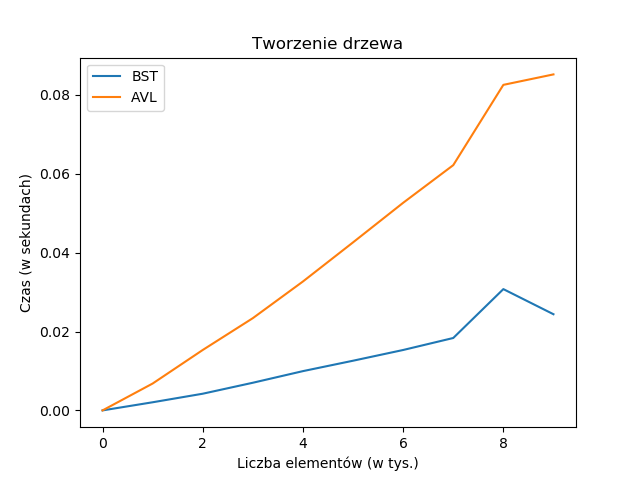 Tworzenie drzewa
BST
AVL
0.08
0.06
0.04
0.02
0.00
Czas (w sekundach)
0 2 4 6 8
Liczba elementów (w tys.)